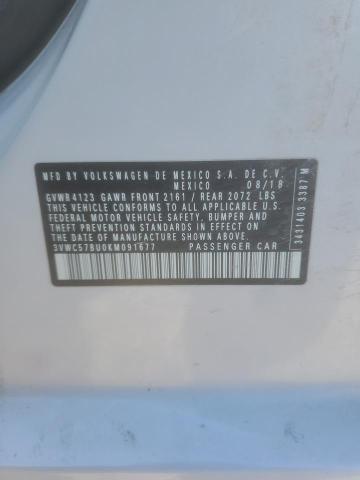 MFD BY VOLKSWAGEN DE MEXICO S.A. DE C.V.
MEXICO 08/18
GVWR 4123 GAWR FRONT 2161 / REAR 2072 LBS
THIS VEHICLE CONFORMS TO ALL APPLICABLE U.S.
FEDERAL MOTOR VEHICLE SAFETY, BUMPER AND
THEFT PREVENTION STANDARDS IN EFFECT ON
THE DATE OF MANUFACTURE SHOWN ABOVE.
3VWC57BU0KM091677 PASSENGER CAR
3431403 3387 M